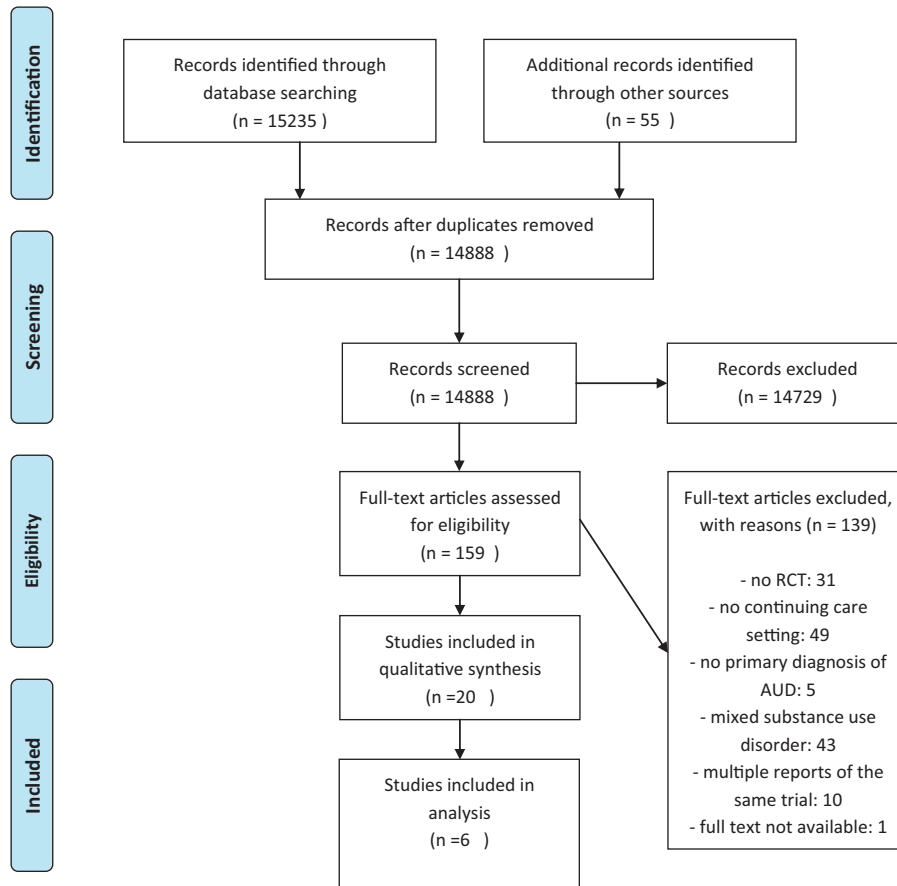 Identification
Records identified through
database searching
(n = 15235 )
Additional records identified
through other sources
(n = 55 )
Records after duplicates removed
(n = 14888 )
Screening
Records screened
(n = 14888 )
Records excluded
(n = 14729 )
Eligibility
Full-text articles assessed
for eligibility
(n = 159 )
Full-text articles excluded,
with reasons (n = 139)
- no RCT: 31
- no continuing care
setting: 49
- no primary diagnosis of
AUD: 5
- mixed substance use
disorder: 43
- multiple reports of the
same trial: 10
- full text not available: 1
Studies included in
qualitative synthesis
(n =20 )
Included
Studies included in
analysis
(n =6 )